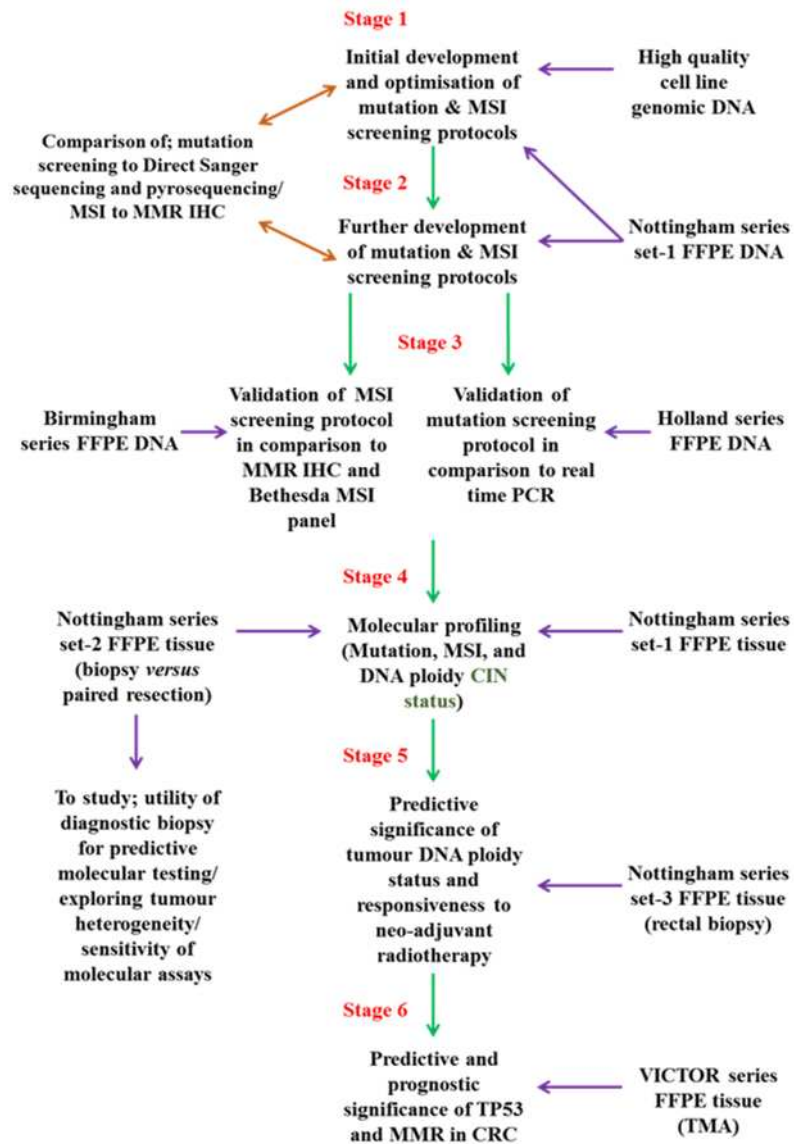 Stage 1
Initial development
and optimisation of
mutation & MSI
screening protocols
High quality
cell line
genomic DNA
Comparison of; mutation
screening to Direct Sanger
sequencing and pyrosequencing/
MSI to MMR IHC
Stage 2
Further development
of mutation & MSI
screening protocols
Nottingham series
set-1 FFPE DNA
Stage 3
Birmingham
series FFPE DNA
Validation of MSI
screening protocol
in comparison to
MMR IHC and
Bethesda MSI
panel
Validation of
mutation screening
protocol in
comparison to real
time PCR
Holland series
FFPE DNA
Stage 4
Nottingham series
set-2 FFPE tissue
(biopsy versus
paired resection)
Molecular profiling
(Mutation, MSI, and
DNA ploidy CIN
status)
Nottingham series
set-1 FFPE tissue
Stage 5
To study; utility of
diagnostic biopsy
for predictive
molecular testing/
exploring tumour
heterogeneity/
sensitivity of
molecular assays
Predictive
significance of
tumour DNA ploidy
status and
responsiveness to
neo-adjuvant
radiotherapy
Nottingham series
set-3 FFPE tissue
(rectal biopsy)
Stage 6
Predictive and
prognostic
significance of TP53
and MMR in CRC
VICTOR series
FFPE tissue
(TMA)